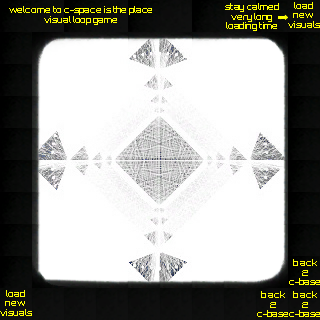 welcome to c-space is the place
visual loop game
stay calmed
very long
loading time
load
new
visuals
load
new
visuals
back
2
c-base
back
2
c-base
back
2
c-base